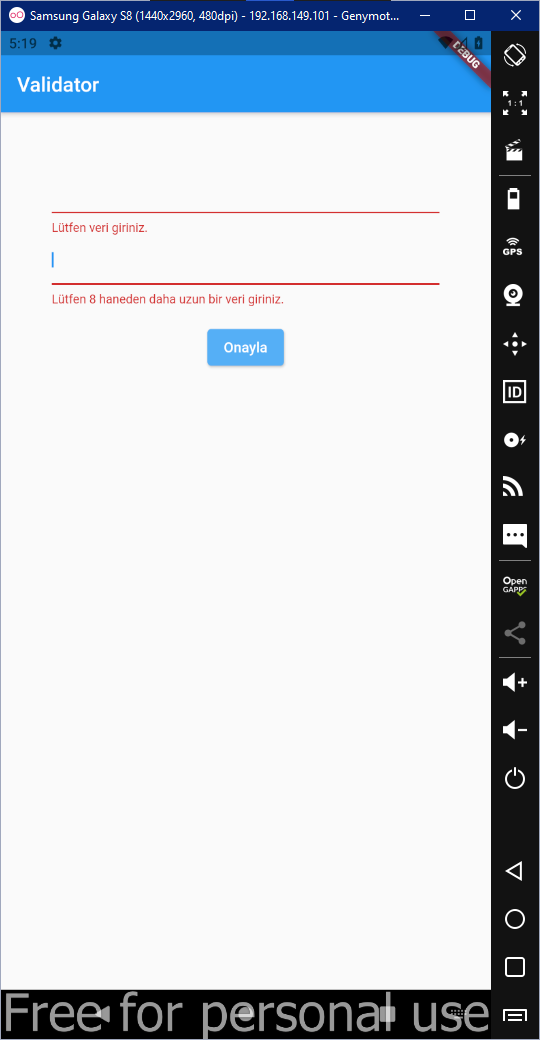 Samsung Galaxy S8 (1440x2960, 480dpi) - 192.168.149.101 - Genymot...
5:19
DEBUG
Validator
1:1
GPS
Lütfen veri giriniz.
Lütfen 8 haneden daha uzun bir veri giriniz.
Onayla
ID
Open
GAPPS
Free for personal use